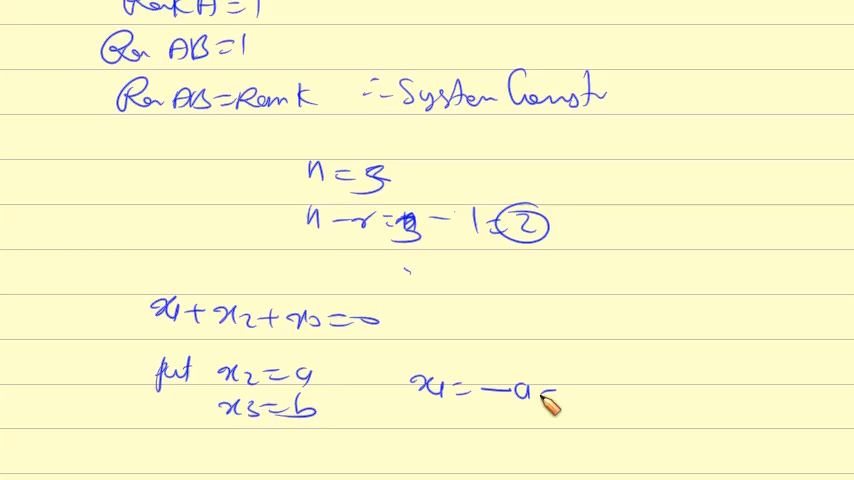 Rank A=1
Ran AB=1
Ran AB=Rank ∴ System Const
n=3
n-r=3-1=2
x1+x2+x3=0
put x2=a x1=-a-
x3=b